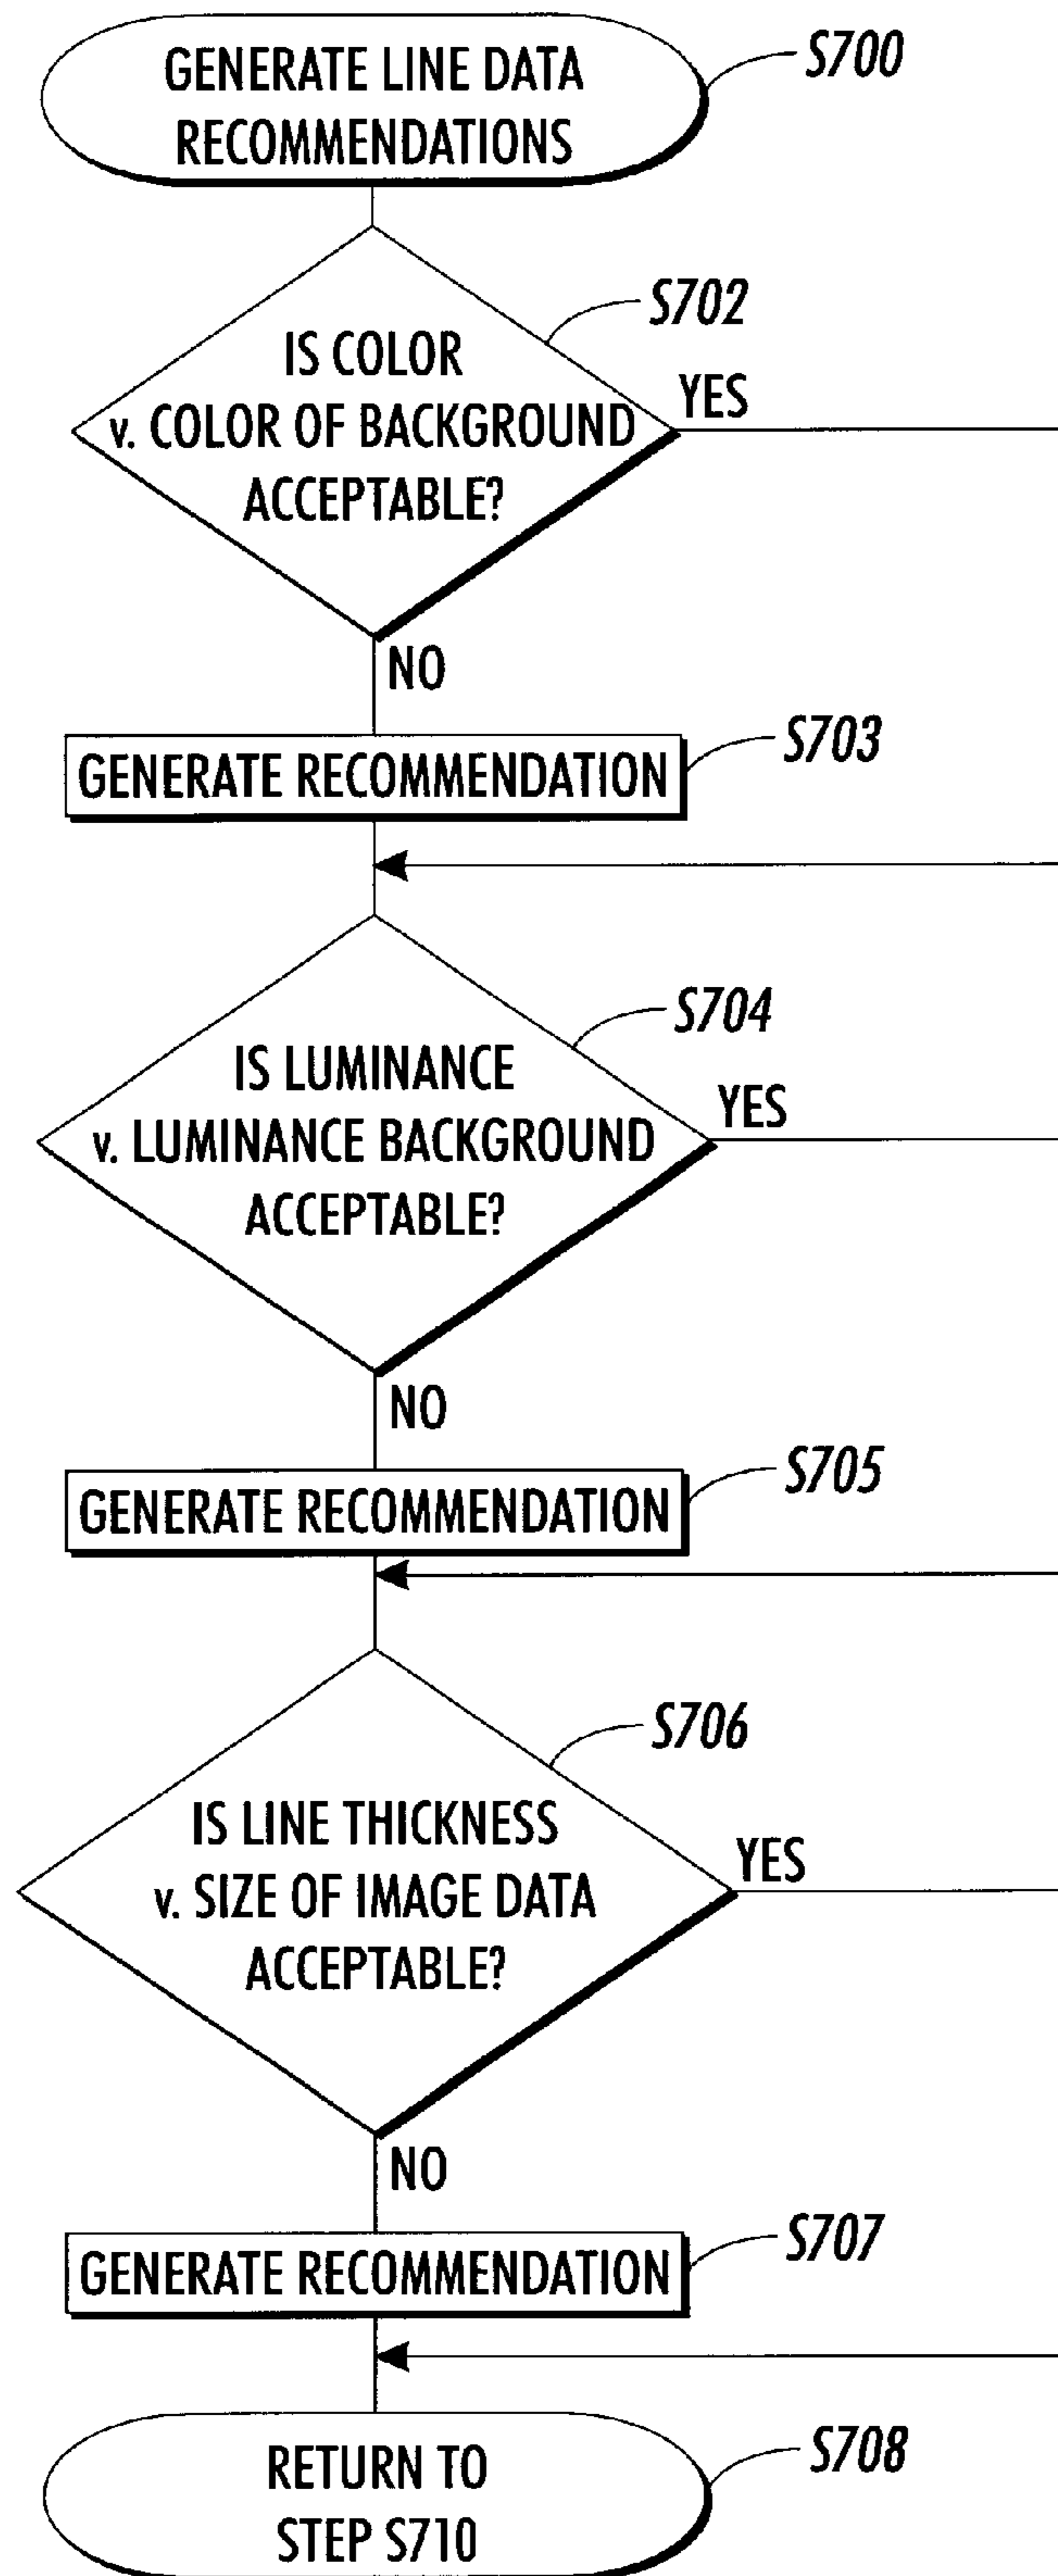 GENERATE LINE DATA
RECOMMENDATIONS
S700
S702
IS COLOR
v. COLOR OF BACKGROUND
ACCEPTABLE?
YES
NO
GENERATE RECOMMENDATION
S703
S704
IS LUMINANCE
v. LUMINANCE BACKGROUND
ACCEPTABLE?
YES
NO
GENERATE RECOMMENDATION
S705
S706
IS LINE THICKNESS
v. SIZE OF IMAGE DATA
ACCEPTABLE?
YES
NO
GENERATE RECOMMENDATION
S707
RETURN TO
STEP S710
S708